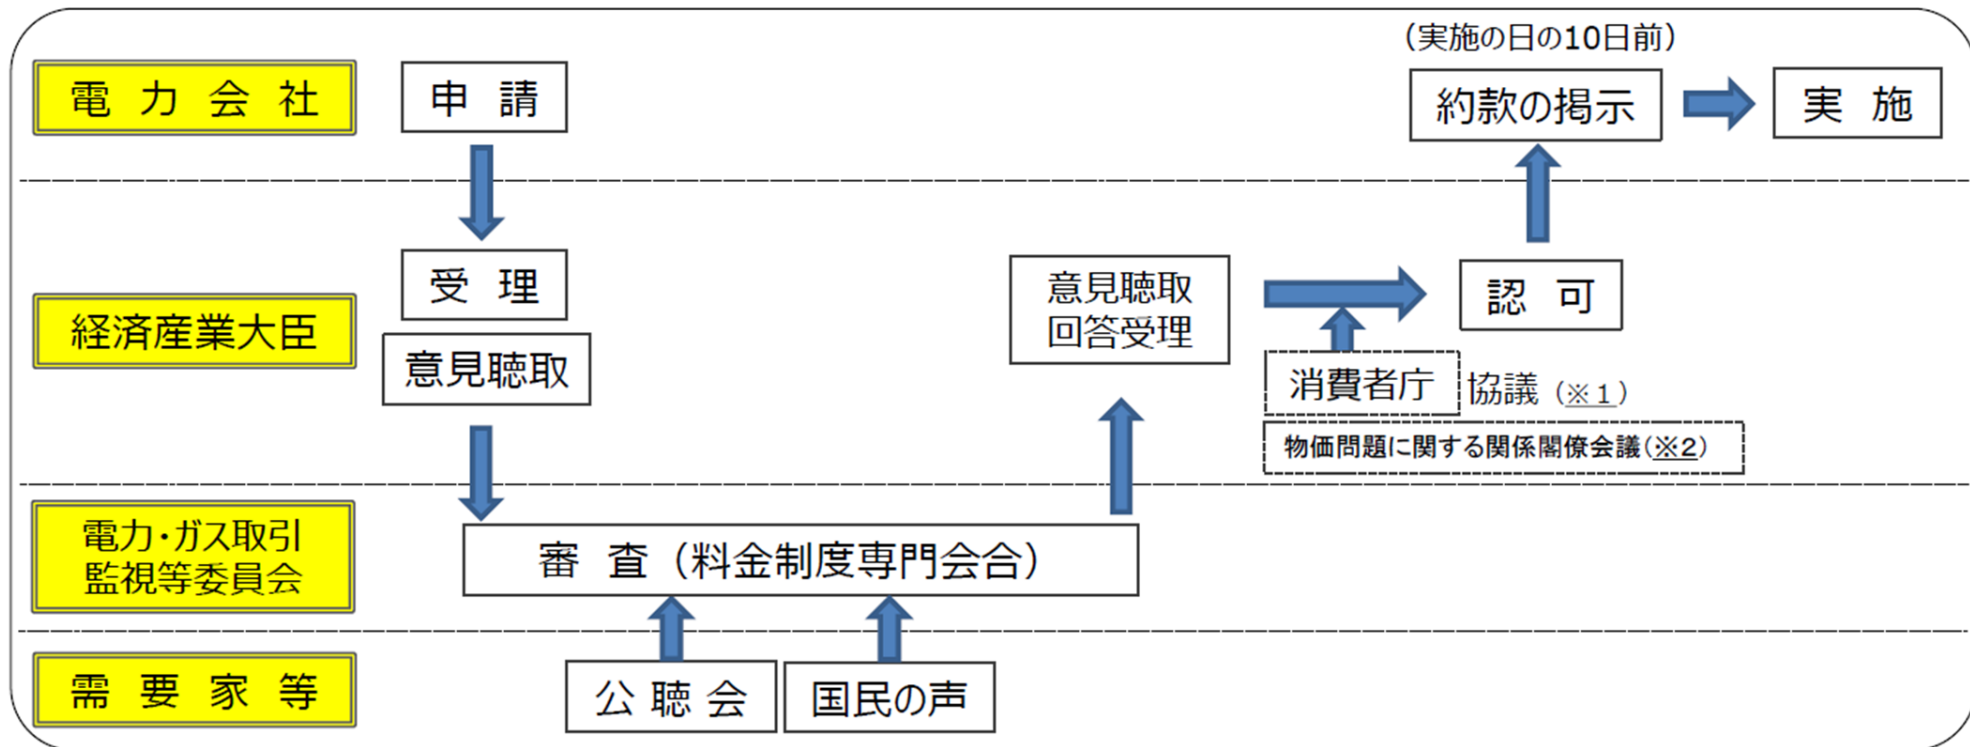 (実施の日の10日前)
電力会社
申請
約款の掲示
実施
経済産業大臣
受理
意見聴取
意見聴取
回答受理
認可
消費者庁
協議(※1)
物価問題に関する関係閣僚会議(※2)
電力・ガス取引
監視等委員会
審査(料金制度専門会合)
需要家等
公聴会
国民の声